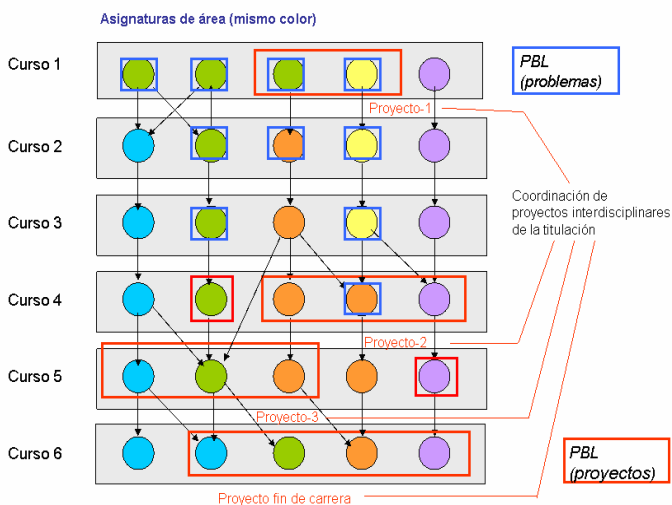 Asignaturas de área (mismo color)
Curso 1
PBL
(problemas)
Proyecto-1
Curso 2
Coordinación de
proyectos interdisciplinares
de la titulación
Curso 3
Curso 4
Proyecto-2
Curso 5
Proyecto-3
Curso 6
PBL
(proyectos)
Proyecto fin de carrera